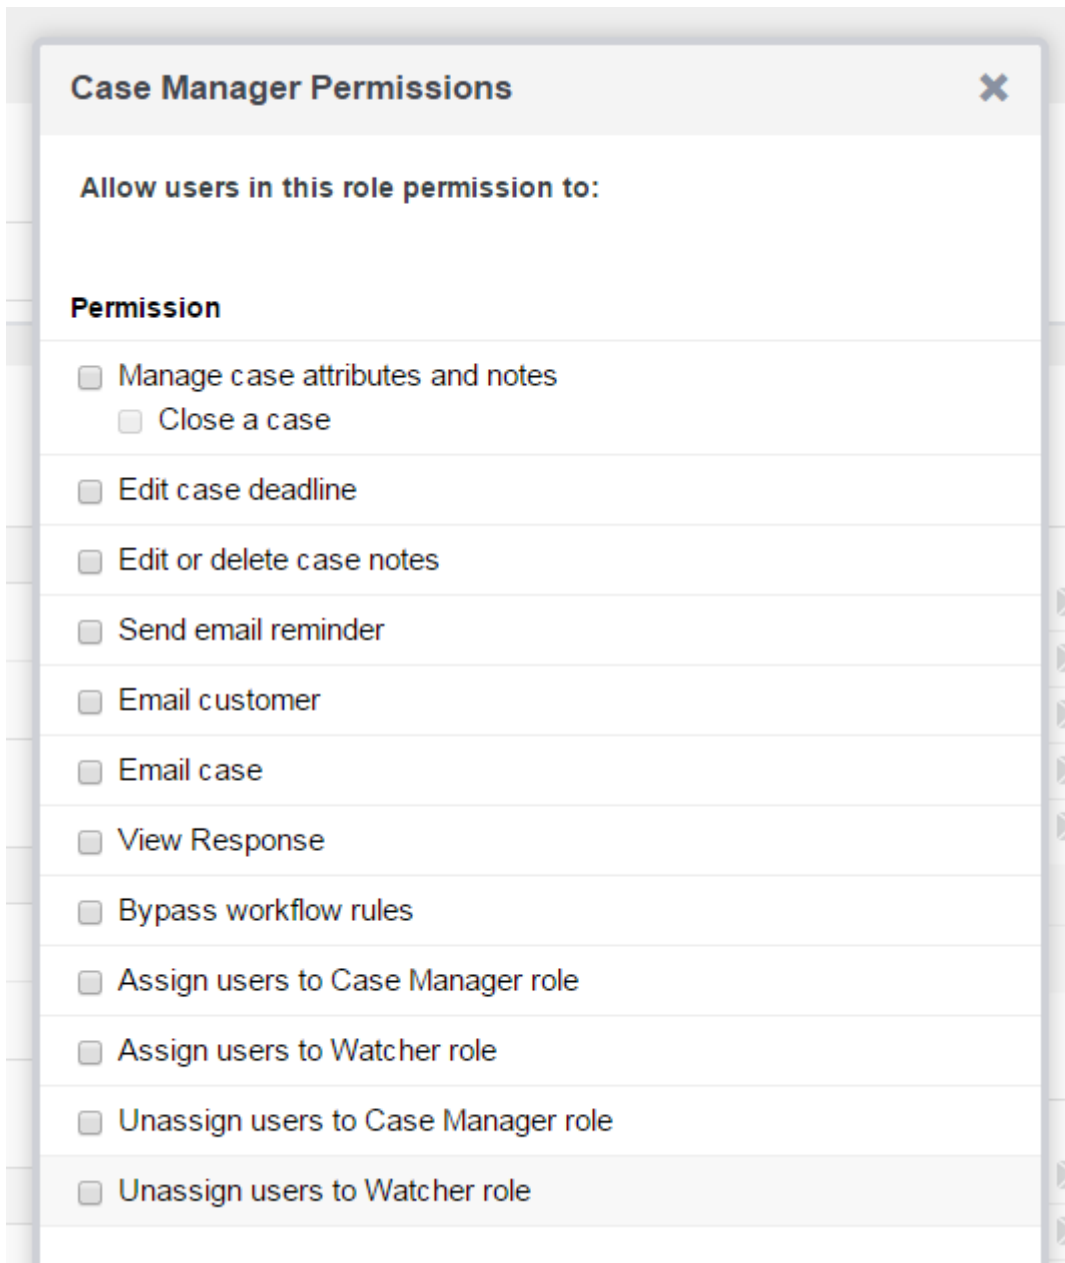 Case Manager Permissions
Allow users in this role permission to:
Permission
Manage case attributes and notes
Close a case
Edit case deadline
Edit or delete case notes
Send email reminder
Email customer
Email case
View Response
Bypass workflow rules
Assign users to Case Manager role
Assign users to Watcher role
Unassign users to Case Manager role
Unassign users to Watcher role